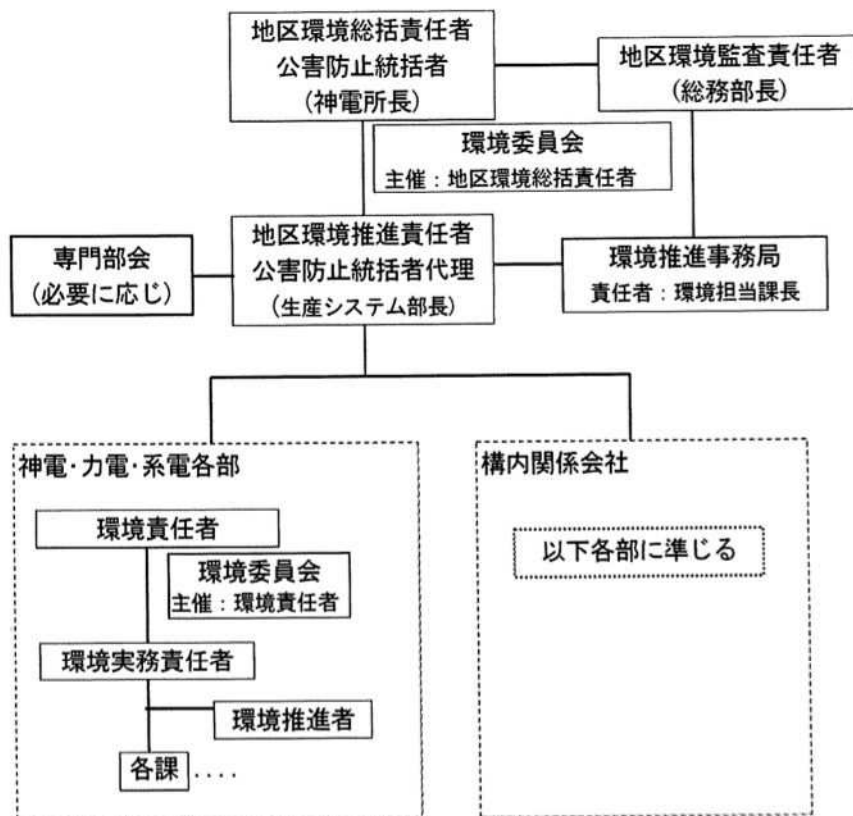 地区環境総括責任者
公害防止統括者
(神電所長)
地区環境監査責任者
(総務部長)
環境委員会
主催：地区環境総括責任者
専門部会
(必要に応じ)
地区環境推進責任者
公害防止統括者代理
(生産システム部長)
環境推進事務局
責任者：環境担当課長
神電・力電・系電各部
環境責任者
環境委員会
主催：環境責任者
環境実務責任者
環境推進者
各課 ‥‥
構内関係会社
以下各部に準じる